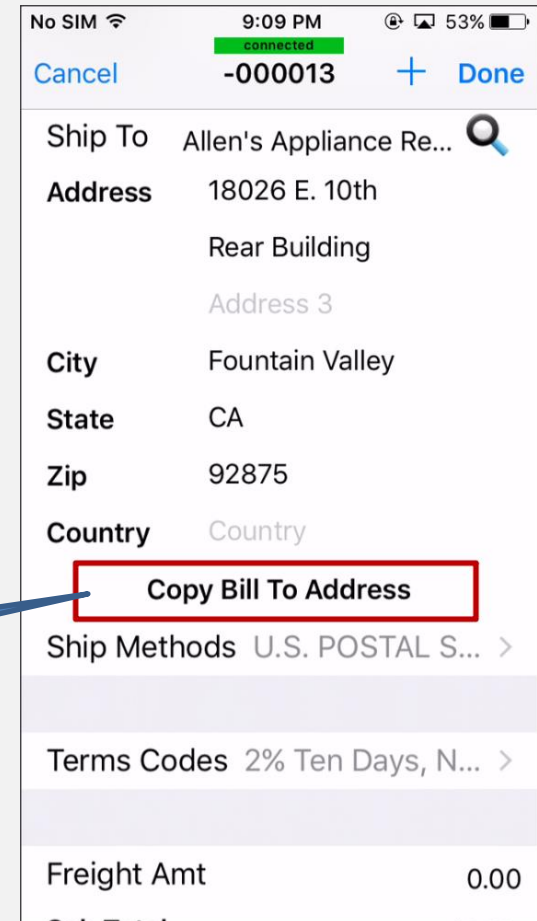 No SIM 9:09 PM 53%
connected
Cancel -000013 + Done
Ship To Allen's Appliance Re...
Address 18026 E. 10th
Rear Building
Address 3
City Fountain Valley
State CA
Zip 92875
Country Country
Copy Bill To Address
Ship Methods U.S. POSTAL S... >
Terms Codes 2% Ten Days, N... >
Freight Amt 0.00